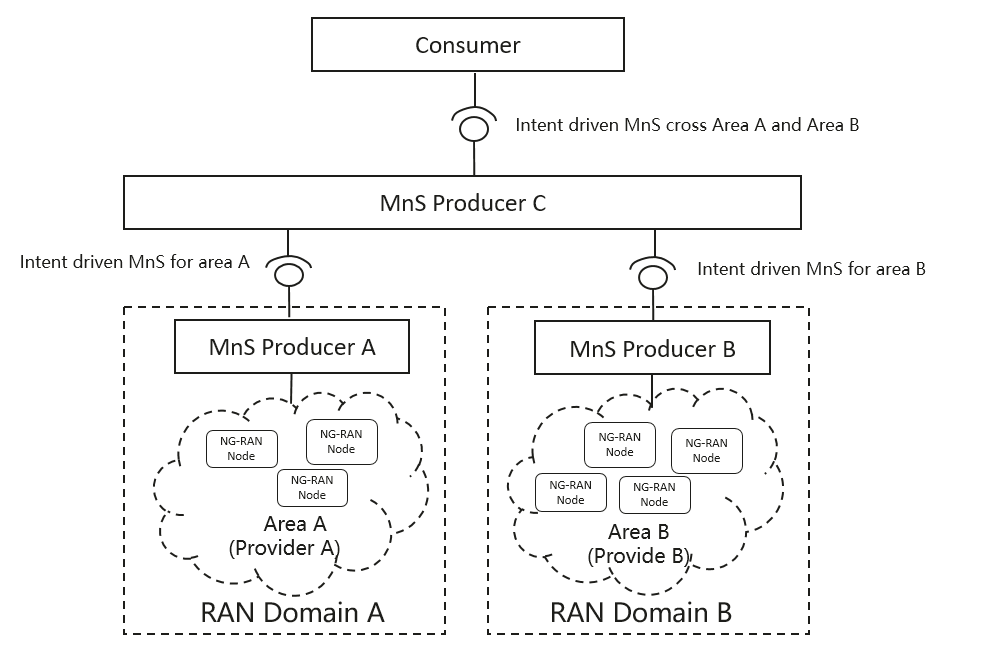 Consumer
Intent driven MnS cross Area A and Area B
MnS Producer C
Intent driven MnS for area A
Intent driven MnS for area B
MnS Producer A
MnS Producer B
NG-RAN
Node
NG-RAN
Node
NG-RAN
Node
Area A
(Provider A)
RAN Domain A
NG-RAN
Node
NG-RAN
Node
NG-RAN
Node
NG-RAN
Node
Area B
(Provide B)
RAN Domain B